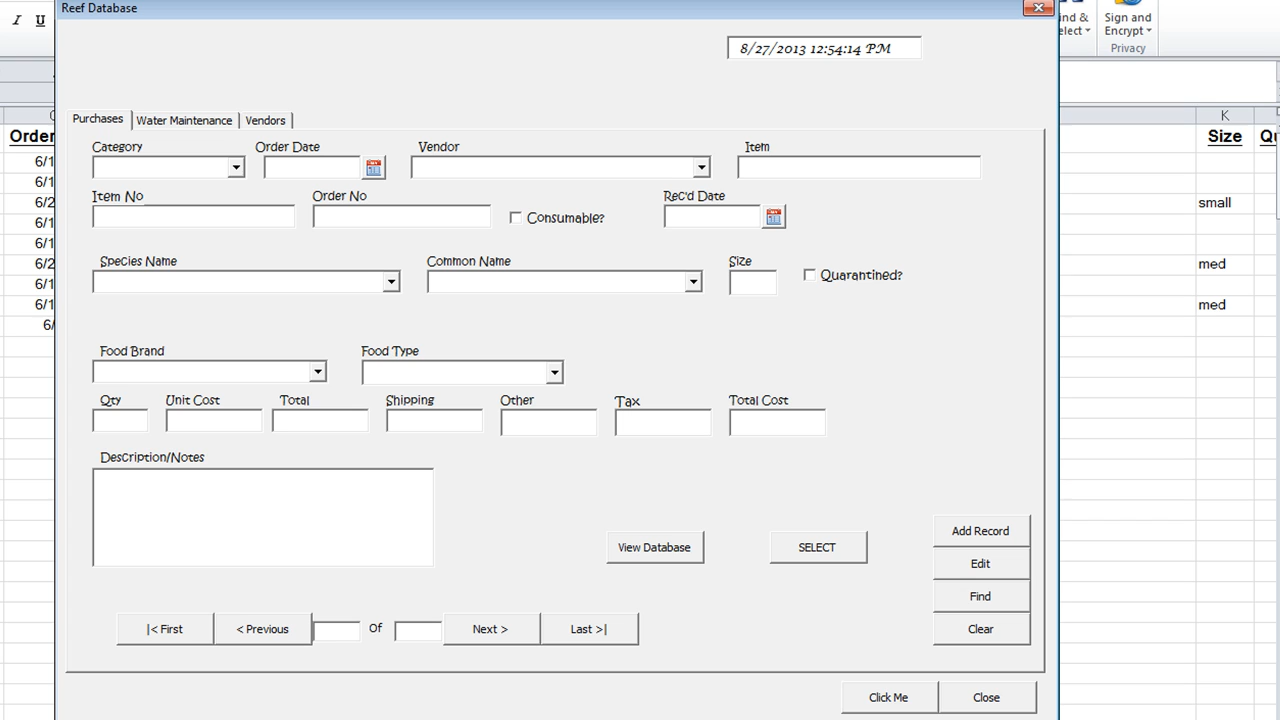 Reef Database
I U
nd & Sign and
elect Encrypt
Privacy
8/27/2013 12:54:14 PM
Purchases Water Maintenance Vendors
K
Order Size
Category Order Date Vendor Item
6/1
6/1
Item No Order No Rec'd Date
6/2 small
Consumable?
6/1
6/1
Species Name Common Name Size
6/2 med
Quarantined?
6/1
6/1 med
6/
Food Brand Food Type
Qty Unit Cost Total Shipping Other Tax Total Cost
Description/Notes
View Database SELECT
Add Record
Edit
Find
Clear
|< First < Previous Of Next > Last >|
Click Me Close